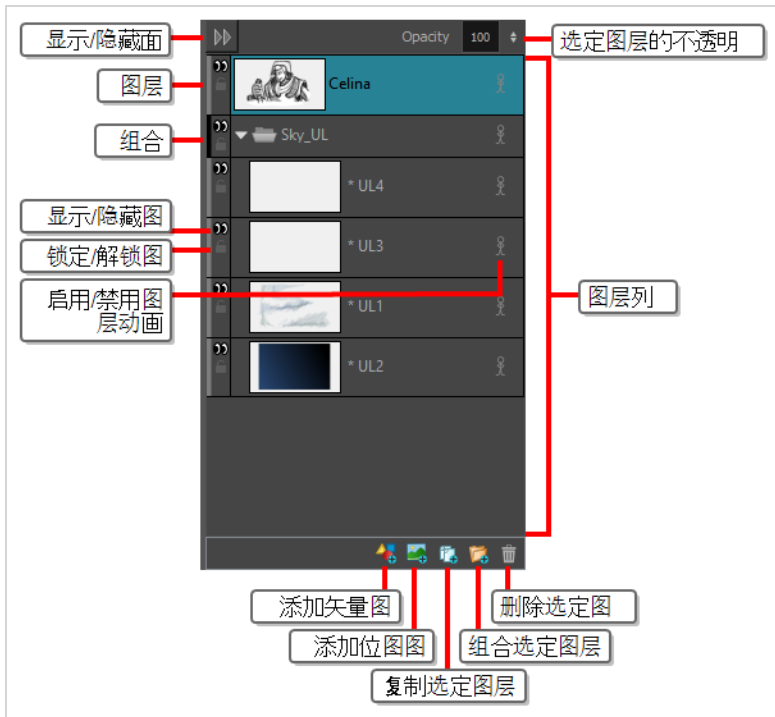 显示/隐藏面
Opacity 100
选定图层的不透明
图层
Celina
组合
Sky_UL
* UL4
显示/隐藏图
锁定/解锁图
* UL3
启用/禁用图
层动画
图层列
* UL1
* UL2
添加矢量图
删除选定图
添加位图图
组合选定图层
复制选定图层